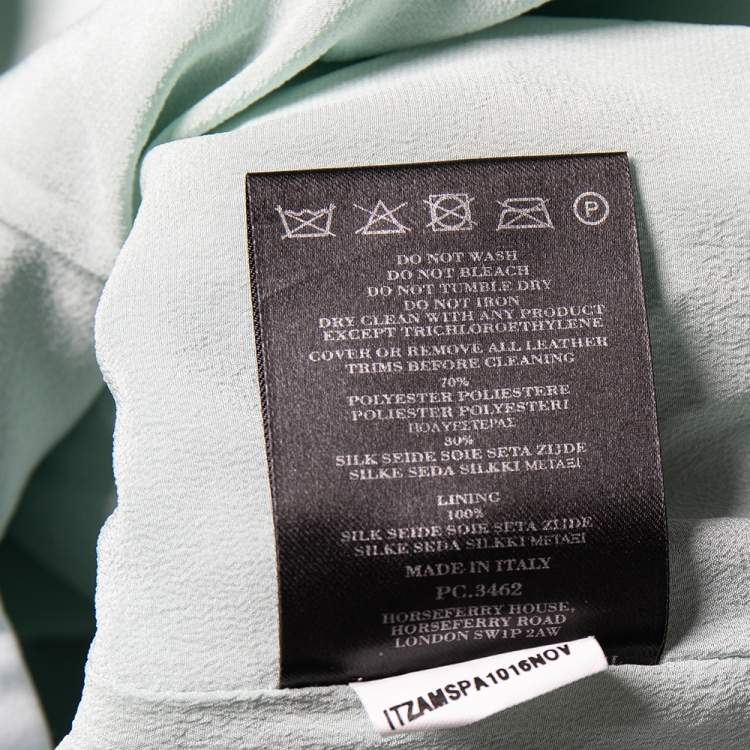 P
DO NOT WASH
DO NOT BLEACH
DO NOT TUMBLE DRY
DO NOT IRON
DRY CLEAN WITH ANY PRODUCT
EXCEPT TRICHLOROETHYLENE
COVER OR REMOVE ALL LEATHER
TRIMS BEFORE CLEANING
70%
POLYESTER POLIESTERE
POLIESTER POLYESTERI
ΠΟΛΥΕΣΤΕΡΑΣ
30%
SILK SEIDE SOIE SETA ZIJDE
SILKE SEDA SILKKI ΜΕΤΑΞΙ
LINING
100%
SILK SEIDE SOIE SETA ZIJDE
SILKE SEDA SILKKI ΜΕΤΑΞΙ
MADE IN ITALY
PC.3462
HORSEFERRY HOUSE,
HORSEFERRY ROAD
LONDON SW1P 2AW
ITZAMSPA1016NOV